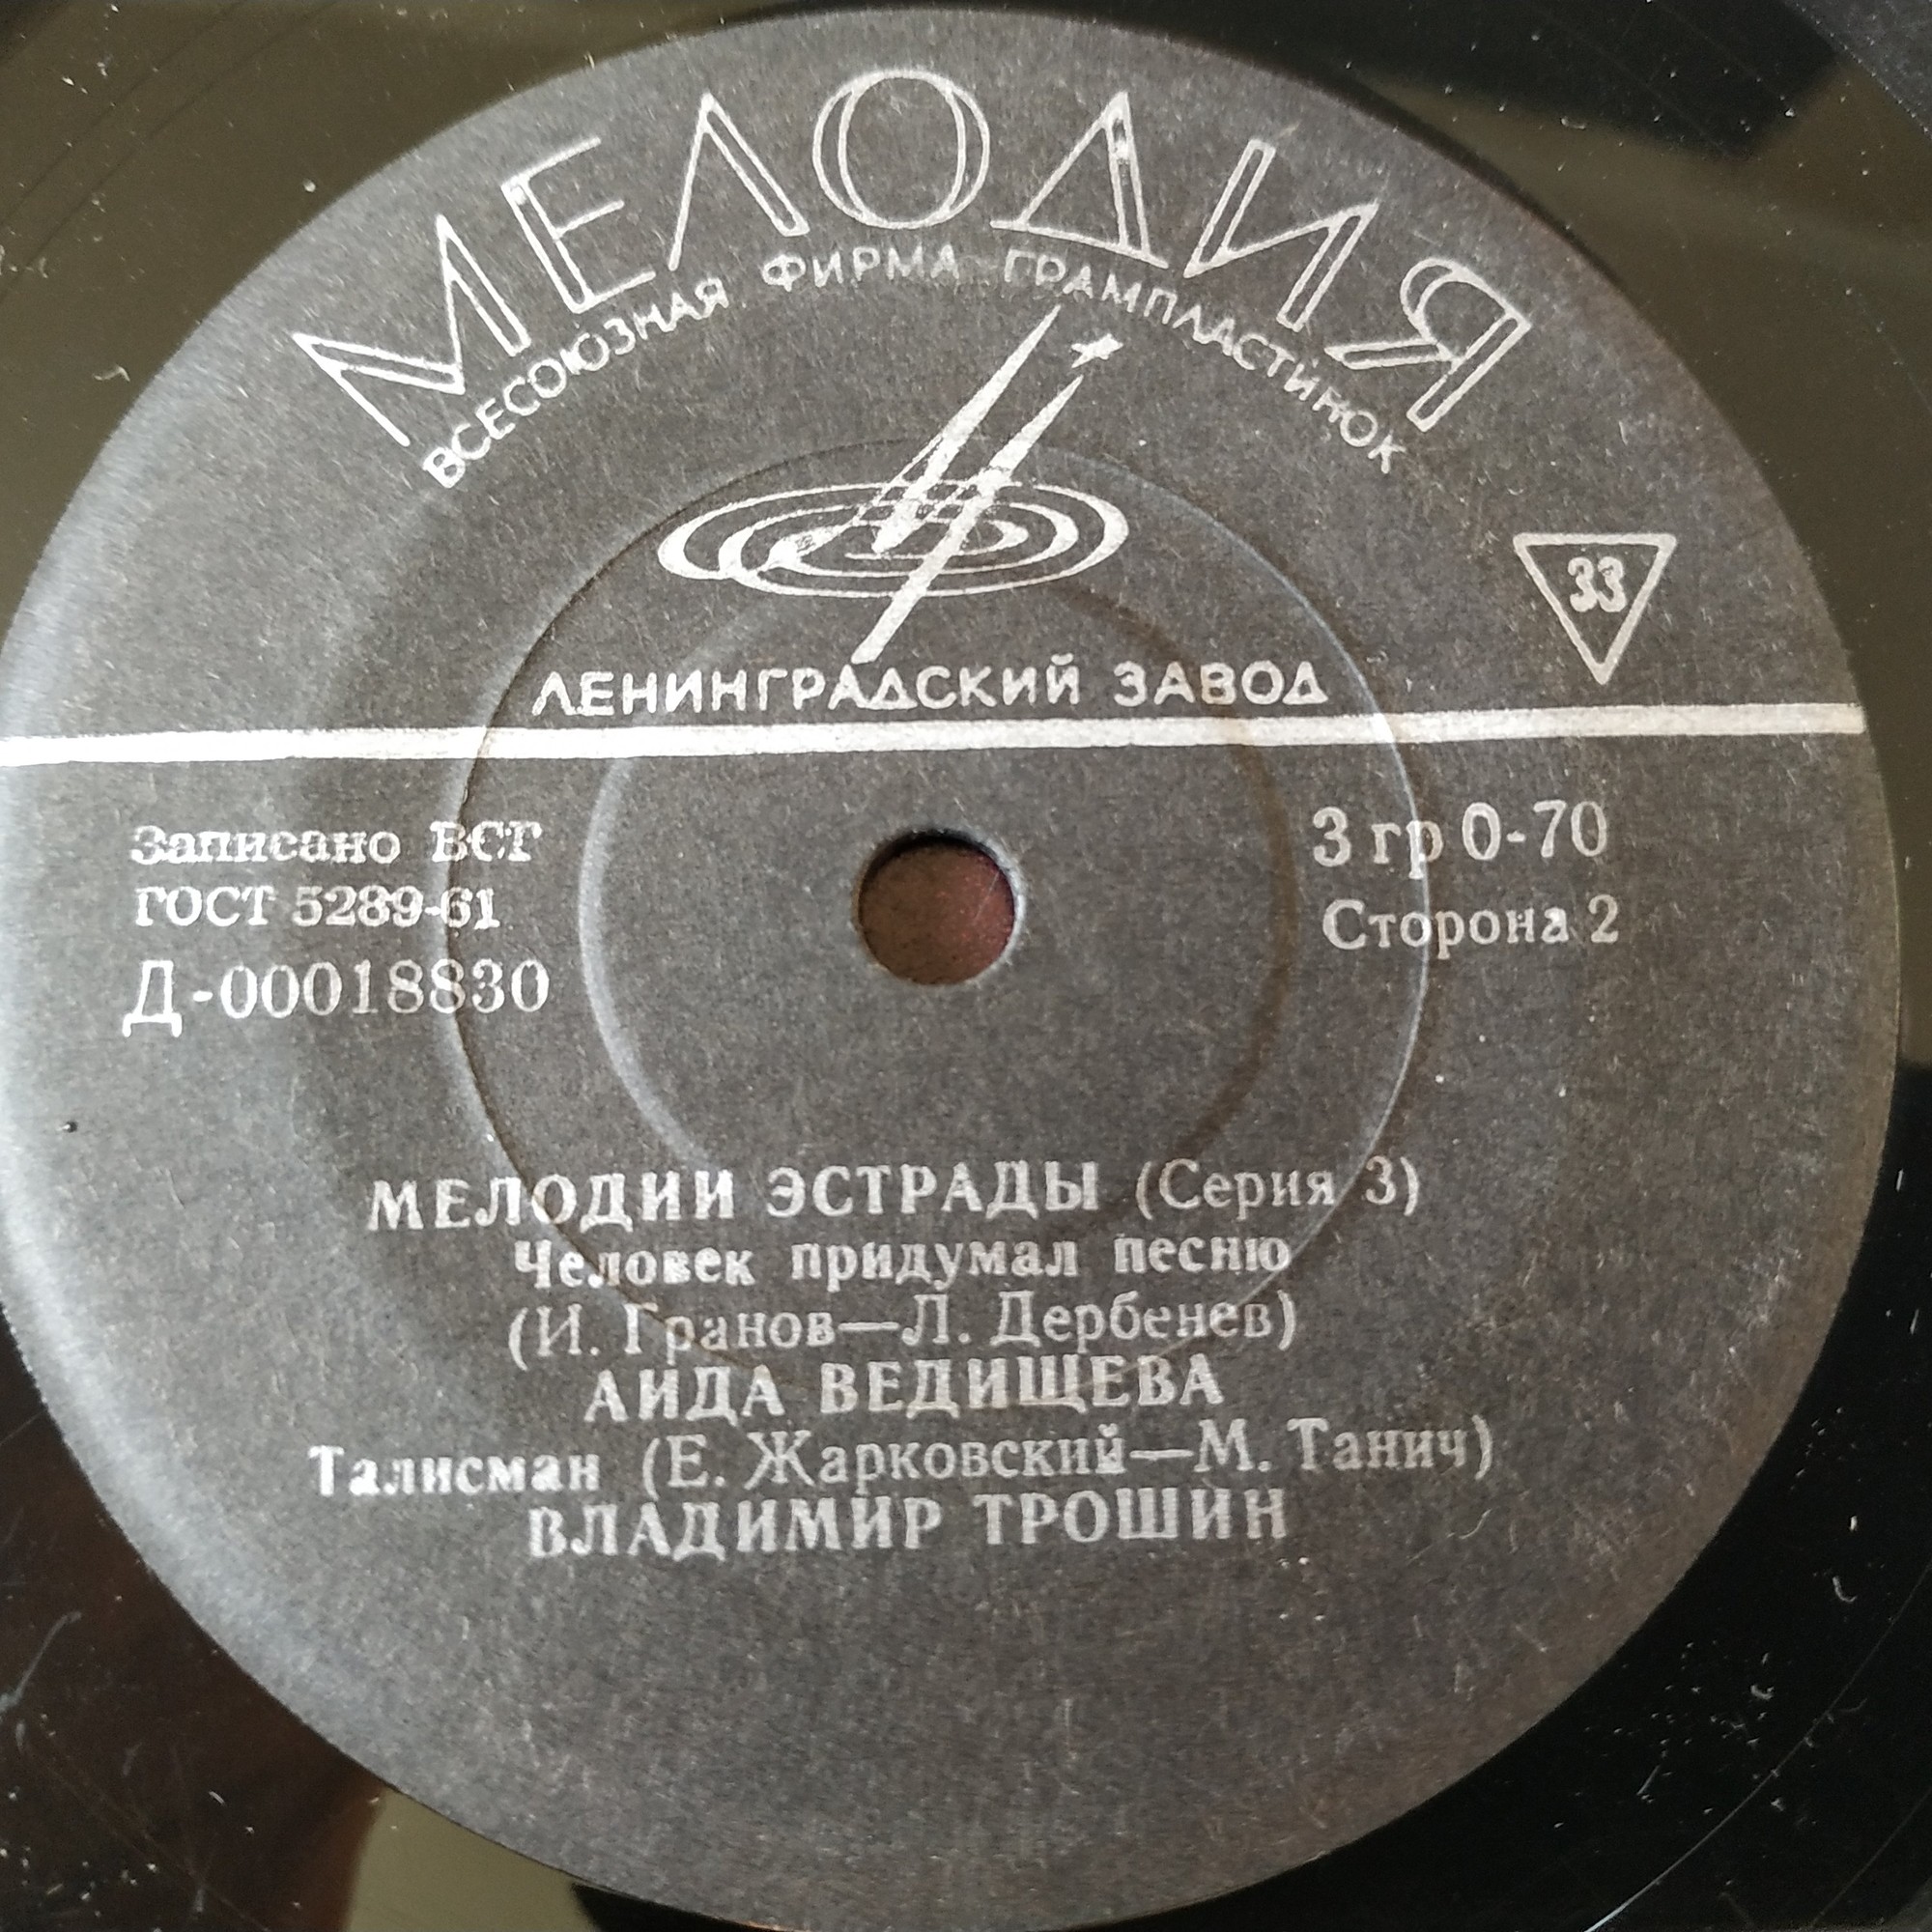 МЕЛОДИЯ
ВСЕСОЮЗНАЯ ФИРМА ГРАМПЛАСТИНОК
33
ЛЕНИНГРАДСКИЙ ЗАВОД
Записано ВСГ
ГОСТ 5289-61
Д-00018830
3 гр 0-70
Сторона 2
МЕЛОДИИ ЭСТРАДЫ (Серия 3)
Человек придумал песню
(И. Гранов—Л. Дербенев)
АИДА ВЕДИЩЕВА
Талисман (Е. Жарковский—М. Танич)
ВЛАДИМИР ТРОШИН